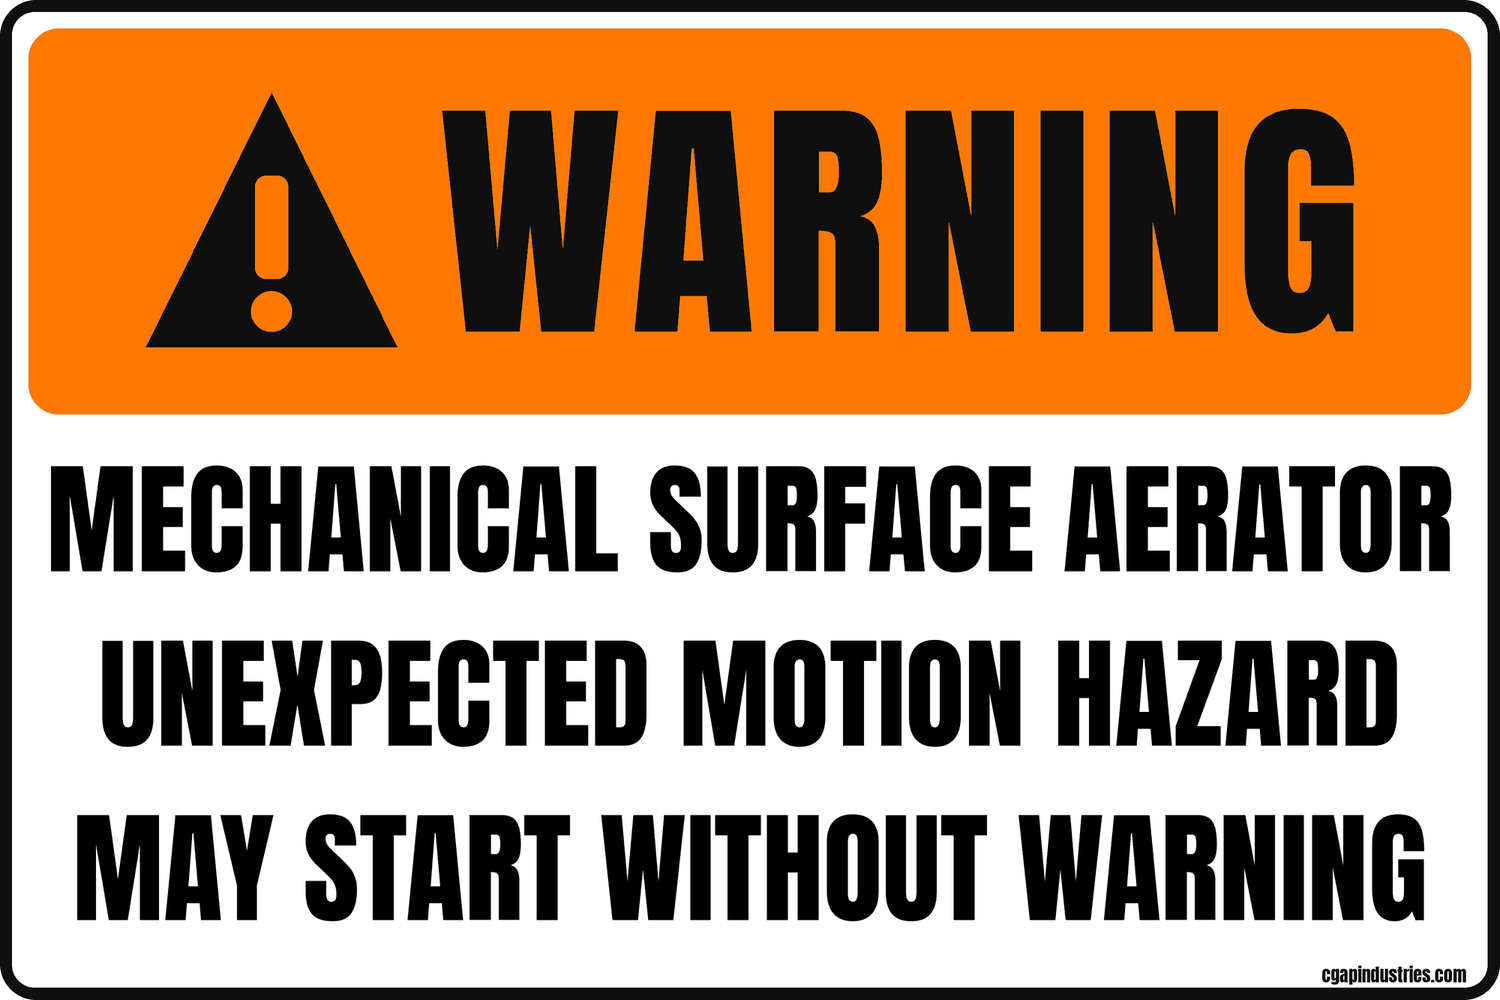 WARNING
MECHANICAL SURFACE AERATOR
UNEXPECTED MOTION HAZARD
MAY START WITHOUT WARNING
cgapindustries.com